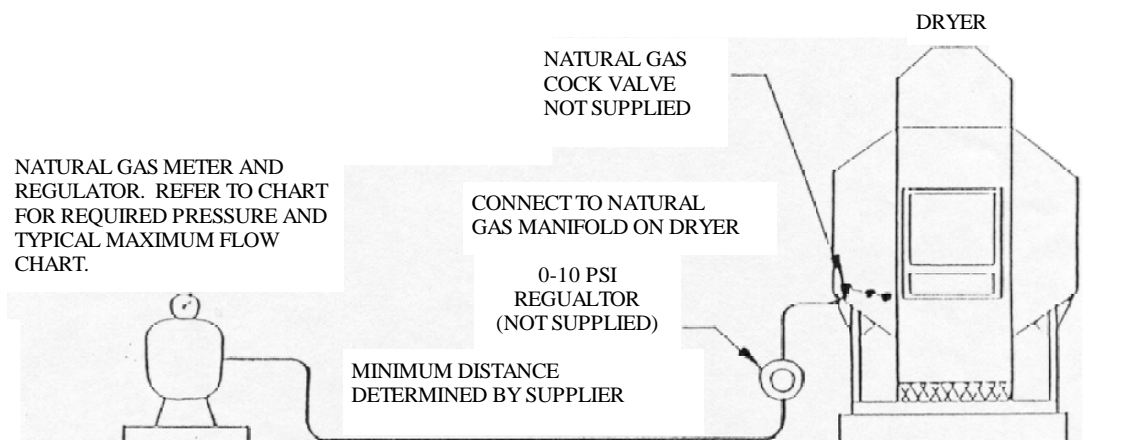 DRYER
NATURAL GAS
COCK VALVE
NOT SUPPLIED
NATURAL GAS METER AND
REGULATOR. REFER TO CHART
FOR REQUIRED PRESSURE AND
TYPICAL MAXIMUM FLOW
CHART.
CONNECT TO NATURAL
GAS MANIFOLD ON DRYER
0-10 PSI
REGUALTOR
(NOT SUPPLIED)
MINIMUM DISTANCE
DETERMINED BY SUPPLIER